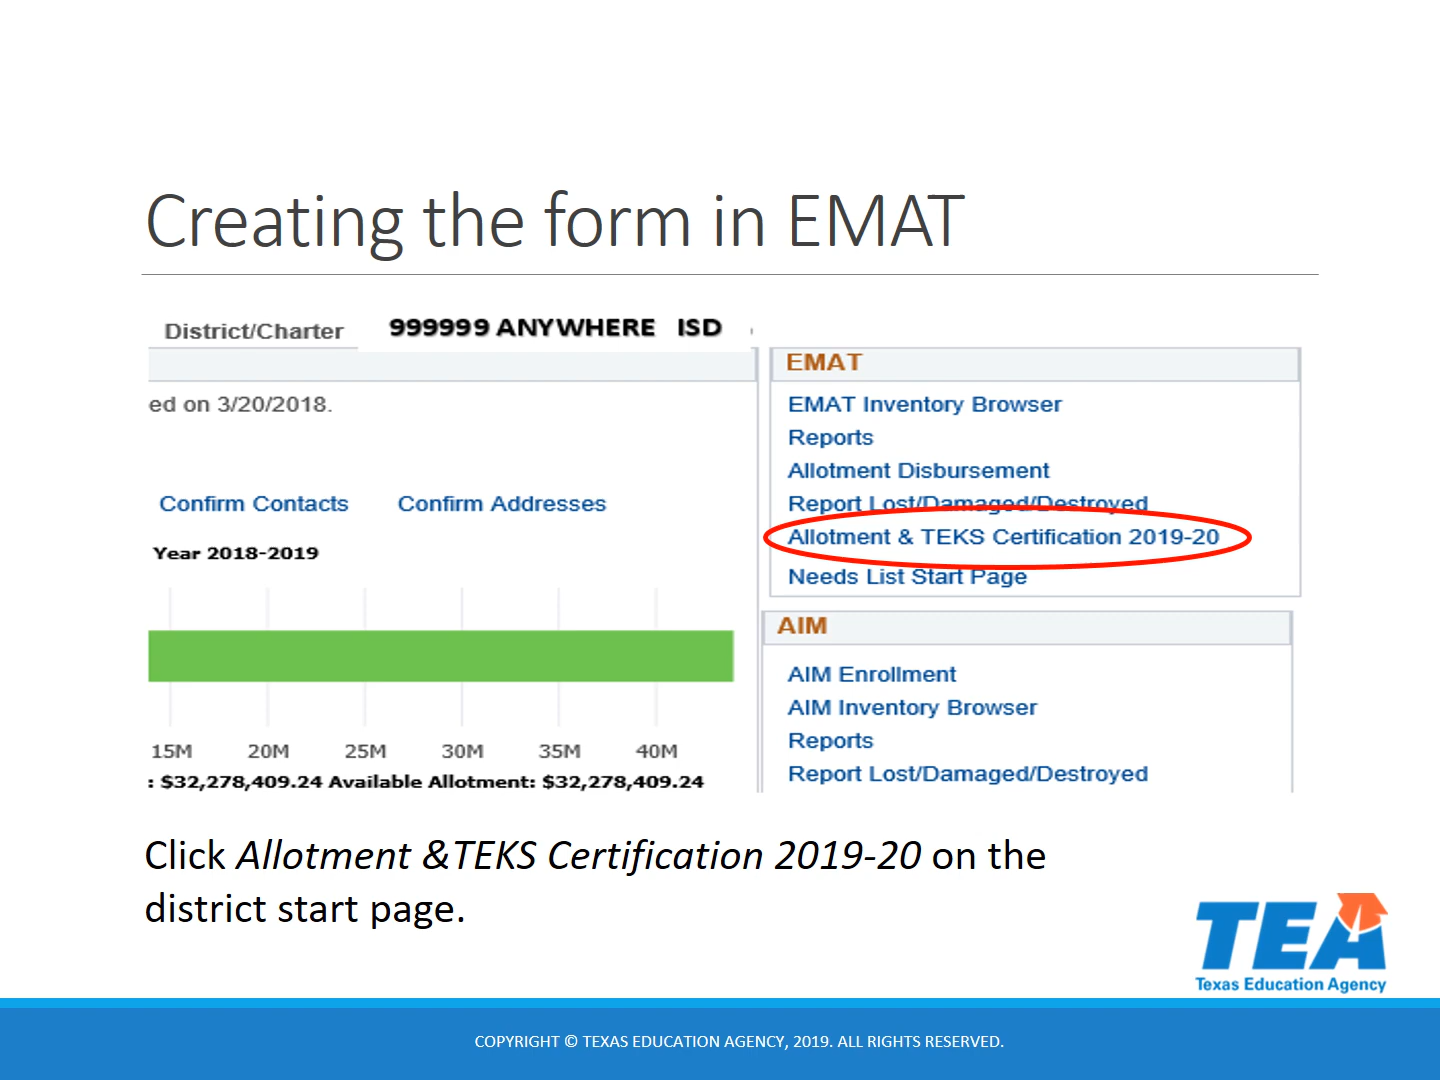 Creating the form in EMAT
District/Charter 999999 ANYWHERE ISD
ed on 3/20/2018.
Confirm Contacts Confirm Addresses
Year 2018-2019
15M 20M 25M 30M 35M 40M
: $32,278,409.24 Available Allotment: $32,278,409.24
EMAT
EMAT Inventory Browser
Reports
Allotment Disbursement
Report Lost/Damaged/Destroyed
Allotment & TEKS Certification 2019-20
Needs List Start Page
AIM
AIM Enrollment
AIM Inventory Browser
Reports
Report Lost/Damaged/Destroyed
Click Allotment &TEKS Certification 2019-20 on the
district start page.
TEA
Texas Education Agency
COPYRIGHT © TEXAS EDUCATION AGENCY, 2019. ALL RIGHTS RESERVED.